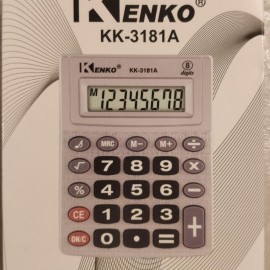 KENKO®
KK-3181A
KENKO® 8
KK-3181A digits
M 12345678
MRC M− M+ ÷
√ 7 8 9 ×
% 4 5 6 −
CE 1 2 3 +
ON/C 0 • =